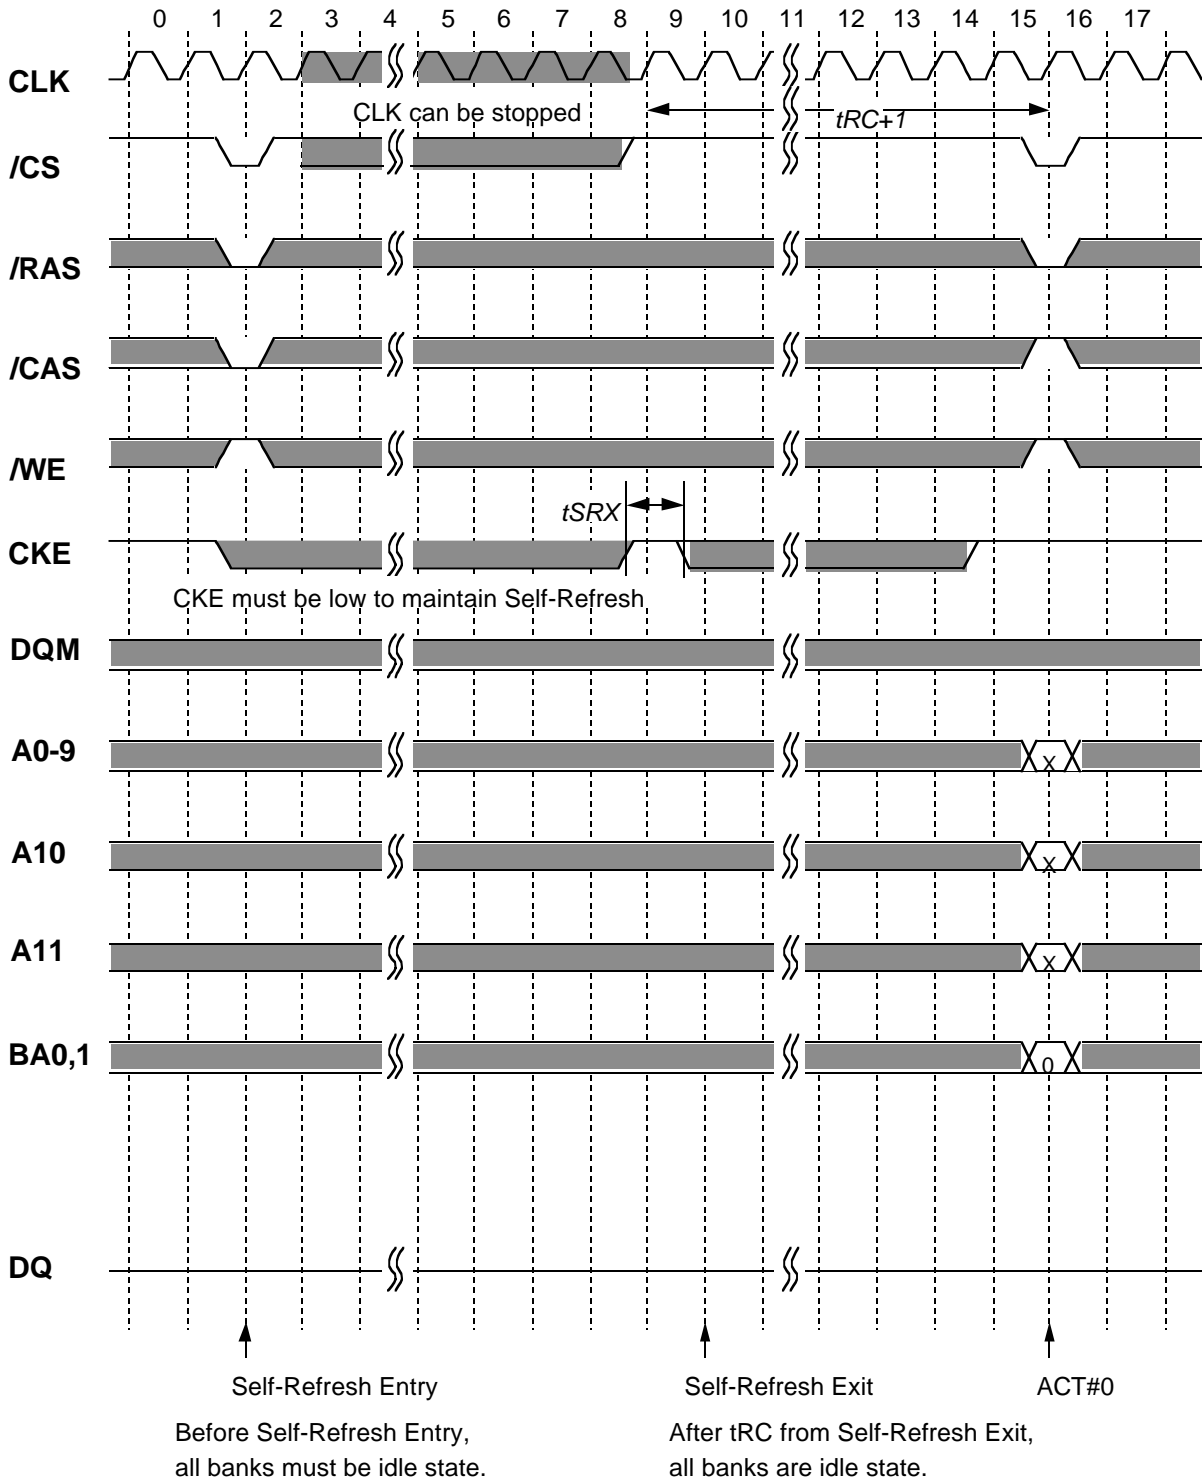 0 1 2 3 4 5 6 7 8 9 10 11 12 13 14 15 16 17
CLK
CLK can be stopped
tRC+1
/CS
/RAS
/CAS
/WE
tSRX
CKE
CKE must be low to maintain Self-Refresh
DQM
A0-9
X
A10
X
A11
X
BA0,1
0
DQ
Self-Refresh Entry
Self-Refresh Exit
ACT#0
Before Self-Refresh Entry,
all banks must be idle state.
After tRC from Self-Refresh Exit,
all banks are idle state.